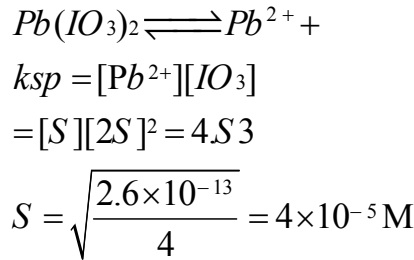 Pb(IO3)2 ⇌ Pb2+ +
ksp = [Pb2+][IO3]
= [S][2S]2 = 4.S3
S = √(2.6×10−13 / 4) = 4×10−5 M